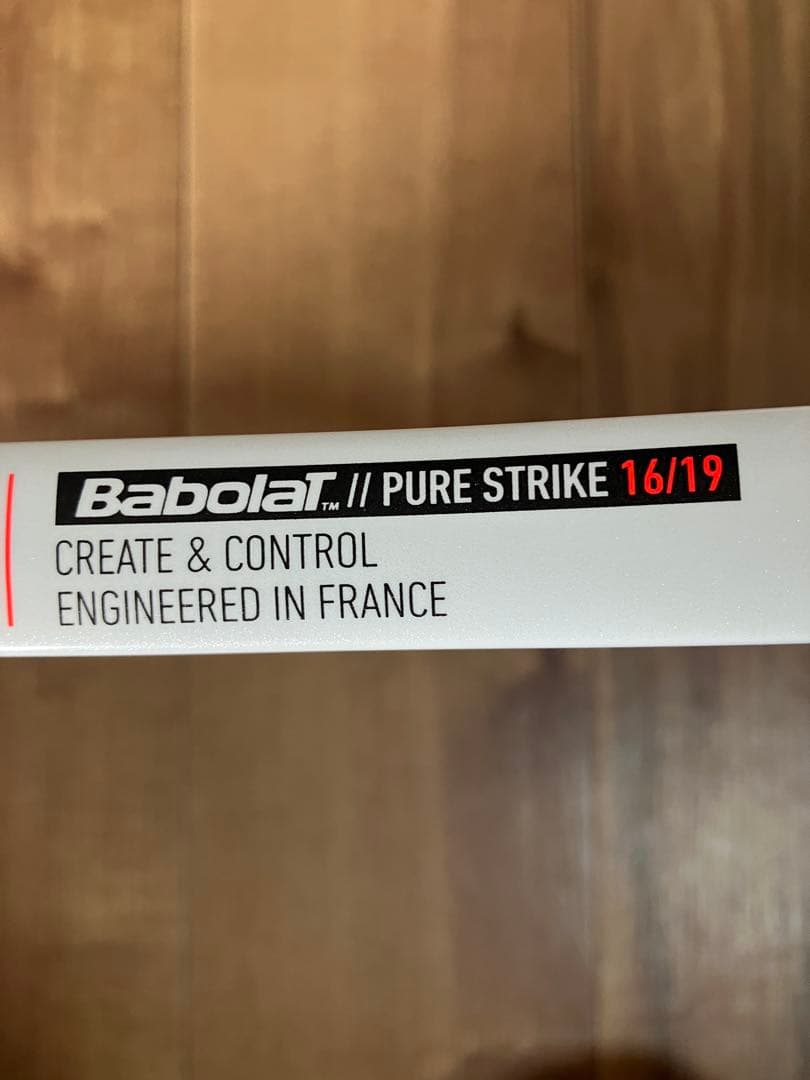 BabolaT™ // PURE STRIKE 16/19
CREATE & CONTROL
ENGINEERED IN FRANCE